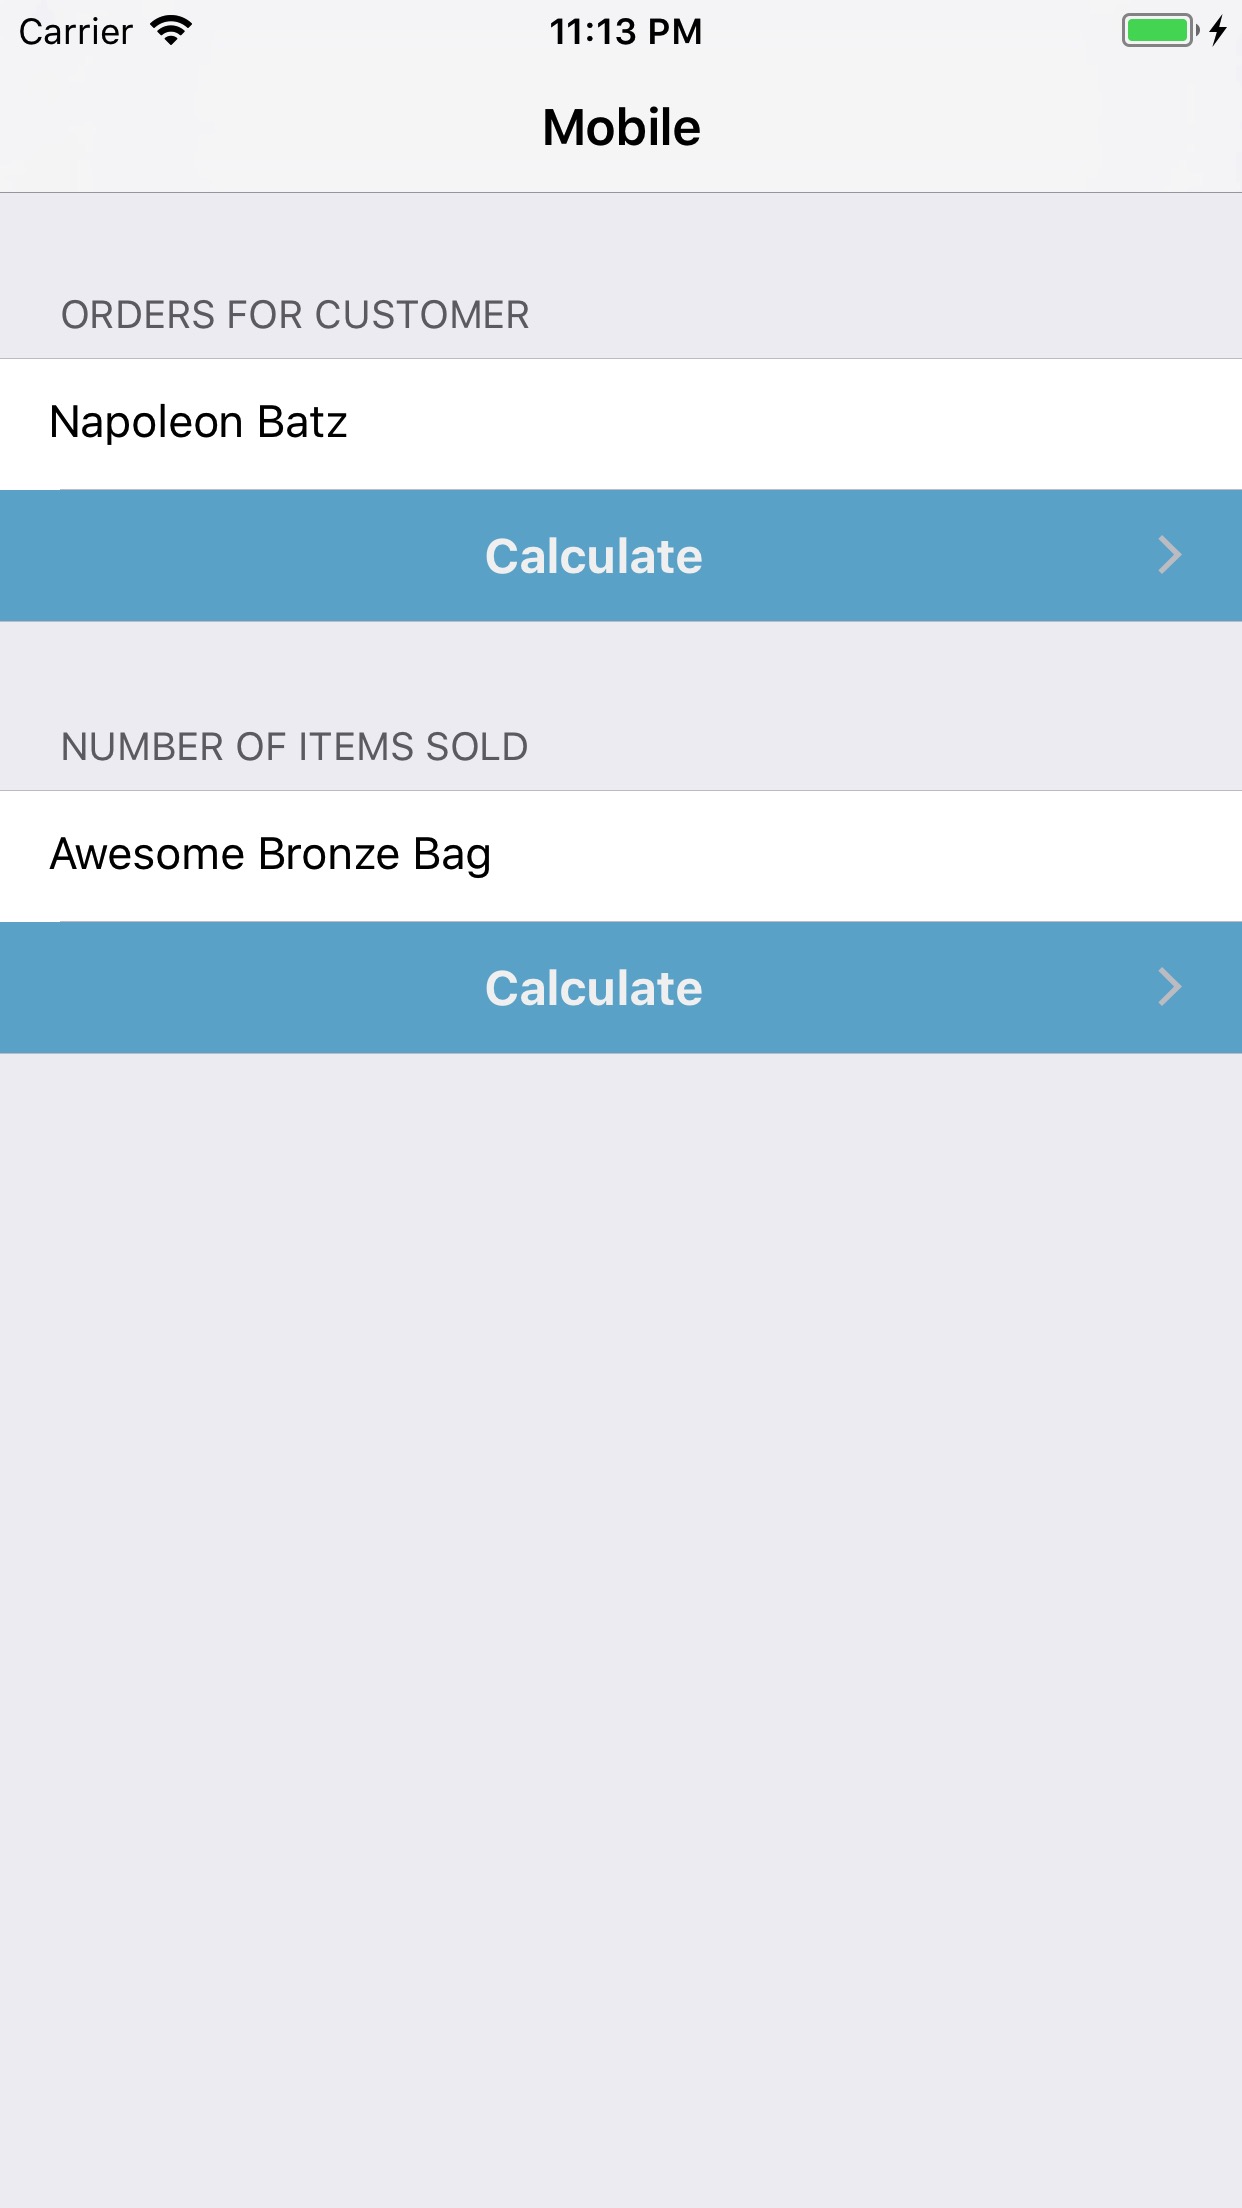 Carrier 11:13 PM
Mobile
ORDERS FOR CUSTOMER
Napoleon Batz
Calculate
NUMBER OF ITEMS SOLD
Awesome Bronze Bag
Calculate